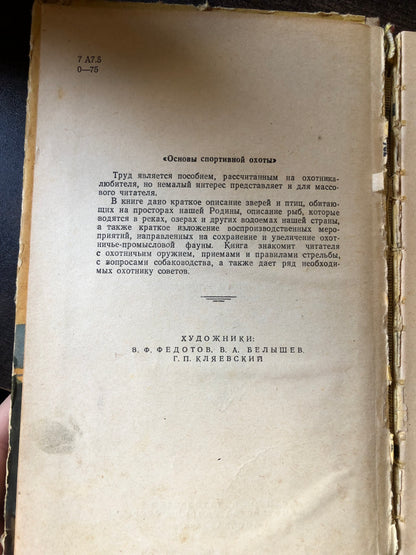 7 А7.5
0—75
«Основы спортивной охоты»
Труд является пособием, рассчитанным на охотника-
любителя, но немалый интерес представляет и для массо-
вого читателя.
В книге дано краткое описание зверей и птиц, обитаю-
щих на просторах нашей Родины, описание рыб, которые
водятся в реках, озерах и других водоемах нашей страны,
а также краткое изложение воспроизводственных меро-
приятий, направленных на сохранение и увеличение охот-
ничье-промысловой фауны. Книга знакомит читателя
с охотничьим оружием, приемами и правилами стрельбы,
с вопросами собаководства, а также дает ряд необходи-
мых охотнику советов.
ХУДОЖНИКИ:
В. Ф. ФЕДОТОВ, В. А. БЕЛЫШЕВ,
Г. П. КЛЯЕВСКИЙ